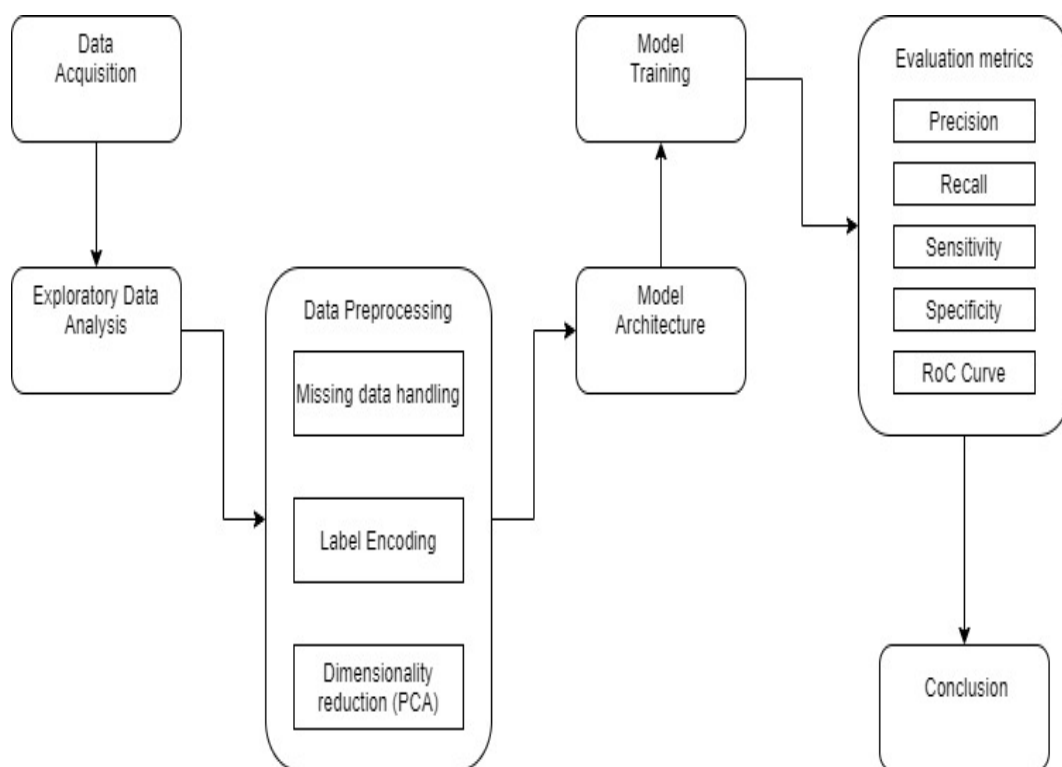 Data
Acquisition
Exploratory Data
Analysis
Data Preprocessing
Missing data handling
Label Encoding
Dimensionality
reduction (PCA)
Model
Architecture
Model
Training
Evaluation metrics
Precision
Recall
Sensitivity
Specificity
RoC Curve
Conclusion